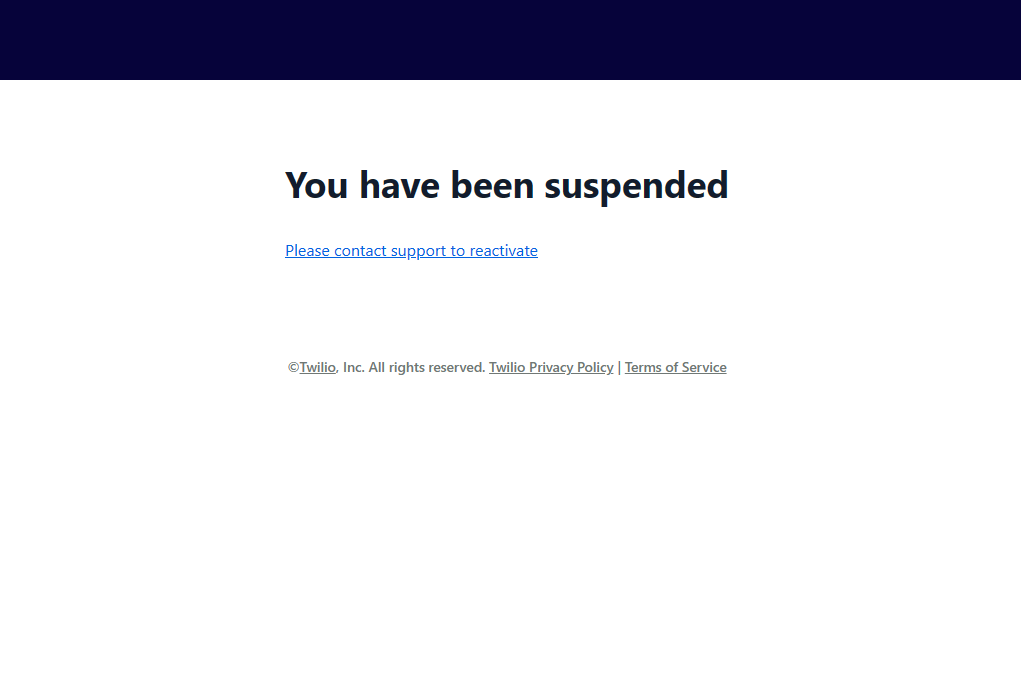 You have been suspended
Please contact support to reactivate
©Twilio, Inc. All rights reserved. Twilio Privacy Policy | Terms of Service